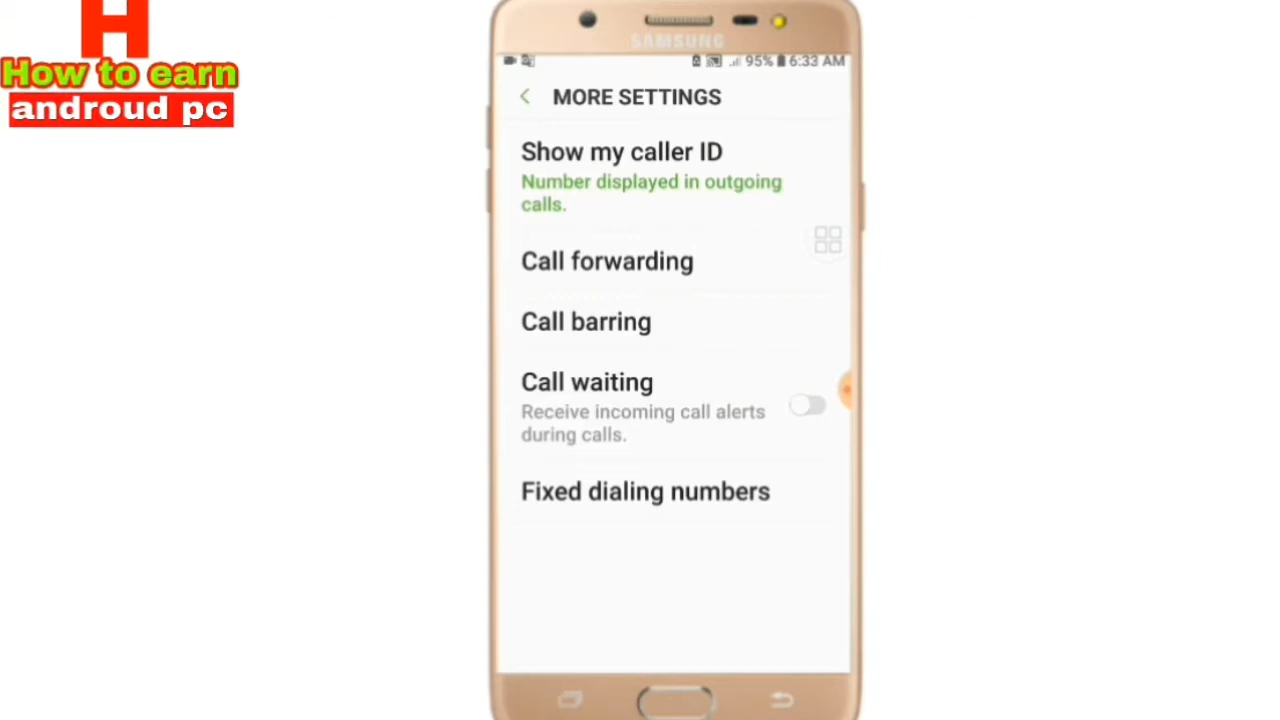 H
How to earn
androud pc
SAMSUNG
95% 6:33 AM
MORE SETTINGS
Show my caller ID
Number displayed in outgoing
calls.
Call forwarding
Call barring
Call waiting
Receive incoming call alerts
during calls.
Fixed dialing numbers